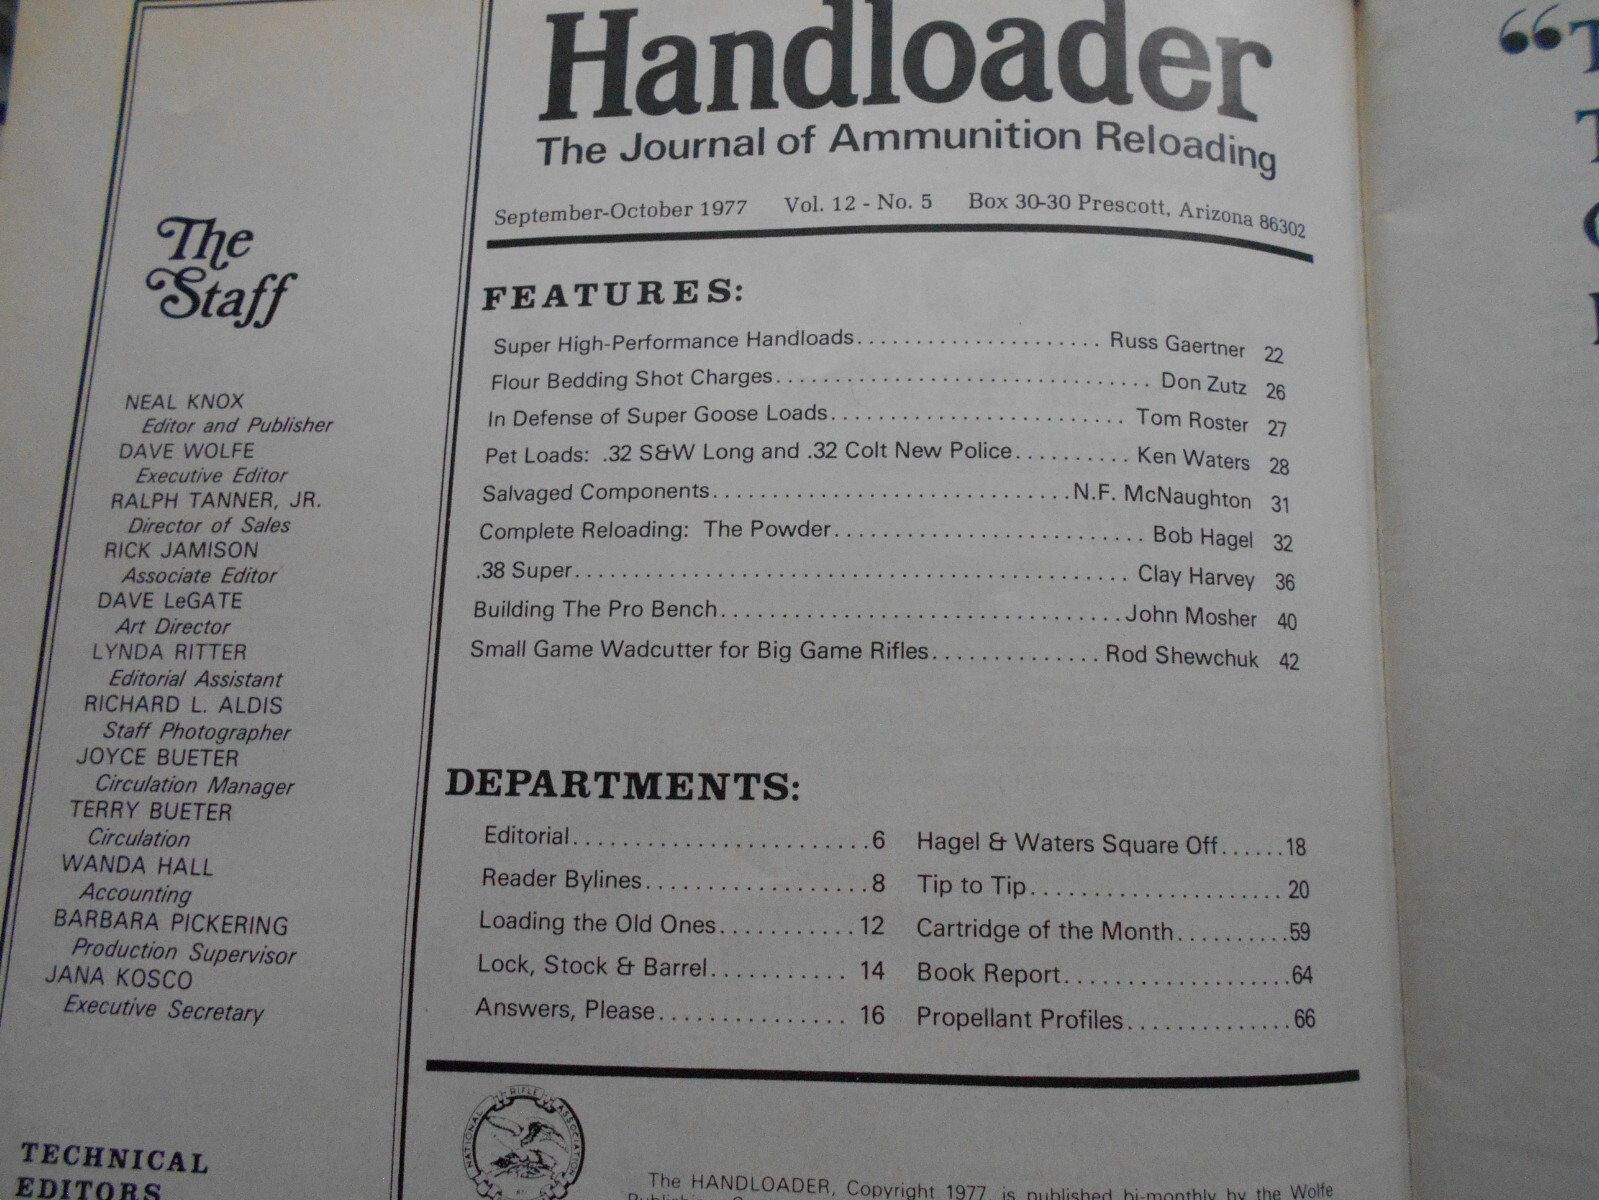 The
Staff
NEAL KNOX
Editor and Publisher
DAVE WOLFE
Executive Editor
RALPH TANNER, JR.
Director of Sales
RICK JAMISON
Associate Editor
DAVE LeGATE
Art Director
LYNDA RITTER
Editorial Assistant
RICHARD L. ALDIS
Staff Photographer
JOYCE BUETER
Circulation Manager
TERRY BUETER
Circulation
WANDA HALL
Accounting
BARBARA PICKERING
Production Supervisor
JANA KOSCO
Executive Secretary
TECHNICAL
EDITORS
Handloader
The Journal of Ammunition Reloading
September-October 1977 Vol. 12 - No. 5 Box 30-30 Prescott, Arizona 86302
FEATURES:
Super High-Performance Handloads..................... Russ Gaertner 22
Flour Bedding Shot Charges................................ Don Zutz 26
In Defense of Super Goose Loads......................... Tom Roster 27
Pet Loads: .32 S&W Long and .32 Colt New Police.......... Ken Waters 28
Salvaged Components...............................N.F. McNaughton 31
Complete Reloading: The Powder........................... Bob Hagel 32
.38 Super................................................ Clay Harvey 36
Building The Pro Bench...................................John Mosher 40
Small Game Wadcutter for Big Game Rifles............... Rod Shewchuk 42
DEPARTMENTS:
Editorial.........................6
Reader Bylines...................8
Loading the Old Ones............12
Lock, Stock & Barrel............ 14
Answers, Please................ 16
Hagel & Waters Square Off......18
Tip to Tip...................... 20
Cartridge of the Month..........59
Book Report....................64
Propellant Profiles..............66
NATIONAL RIFLE ASSOCIATION
The HANDLOADER, Copyright 1977, is published bi-monthly by the Wolfe
“T